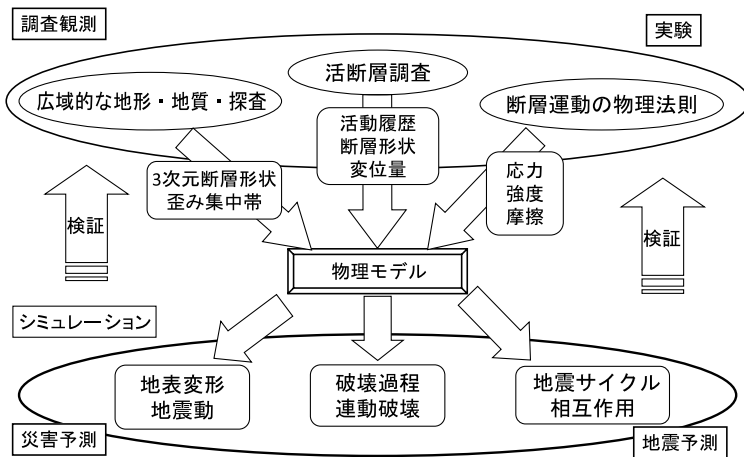 調査観測
実験
活断層調査
広域的な地形・地質・探査
断層運動の物理法則
活動履歴
断層形状
変位量
3次元断層形状
歪み集中帯
応力
強度
摩擦
検証
検証
物理モデル
シミュレーション
地表変形
地震動
破壊過程
連動破壊
地震サイクル
相互作用
災害予測
地震予測